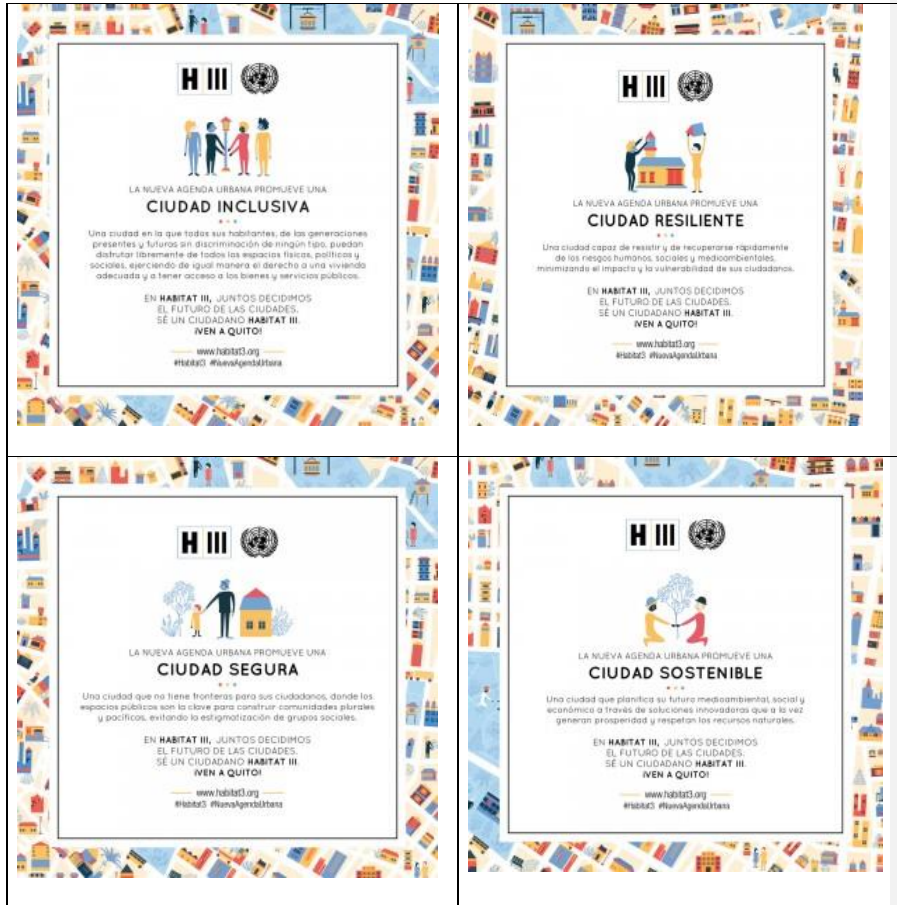 H III
LA NUEVA AGENDA URBANA PROMUEVE UNA
CIUDAD INCLUSIVA
Una ciudad en la que todos sus habitantes, de las generaciones
presentes y futuras sin discriminación de ningún tipo, puedan
disfrutar libremente de todos los espacios físicos, políticos y
sociales, ejerciendo de igual manera el derecho a una vivienda
adecuada y a tener acceso a los bienes y servicios públicos.
EN HABITAT III, JUNTOS DECIDIMOS
EL FUTURO DE LAS CIUDADES.
SÉ UN CIUDADANO HABITAT III.
¡VEN A QUITO!
www.habitat3.org
#Habitat3 #NuevaAgendaUrbana
H III
LA NUEVA AGENDA URBANA PROMUEVE UNA
CIUDAD RESILIENTE
Una ciudad capaz de resistir y de recuperarse rápidamente
de los riesgos humanos, sociales y medioambientales,
minimizando el impacto y la vulnerabilidad de sus ciudadanos.
EN HABITAT III, JUNTOS DECIDIMOS
EL FUTURO DE LAS CIUDADES.
SÉ UN CIUDADANO HABITAT III.
¡VEN A QUITO!
www.habitat3.org
#Habitat3 #NuevaAgendaUrbana
H III
LA NUEVA AGENDA URBANA PROMUEVE UNA
CIUDAD SEGURA
Una ciudad que no tiene fronteras para sus ciudadanos, donde los
espacios públicos son la clave para construir comunidades plurales
y pacíficas, evitando la estigmatización de grupos sociales.
EN HABITAT III, JUNTOS DECIDIMOS
EL FUTURO DE LAS CIUDADES.
SÉ UN CIUDADANO HABITAT III.
¡VEN A QUITO!
www.habitat3.org
#Habitat3 #NuevaAgendaUrbana
H III
LA NUEVA AGENDA URBANA PROMUEVE UNA
CIUDAD SOSTENIBLE
Una ciudad que planifica su futuro medioambiental, social y
económico a través de soluciones innovadoras que a la vez
generan prosperidad y respetan los recursos naturales.
EN HABITAT III, JUNTOS DECIDIMOS
EL FUTURO DE LAS CIUDADES.
SÉ UN CIUDADANO HABITAT III.
¡VEN A QUITO!
www.habitat3.org
#Habitat3 #NuevaAgendaUrbana